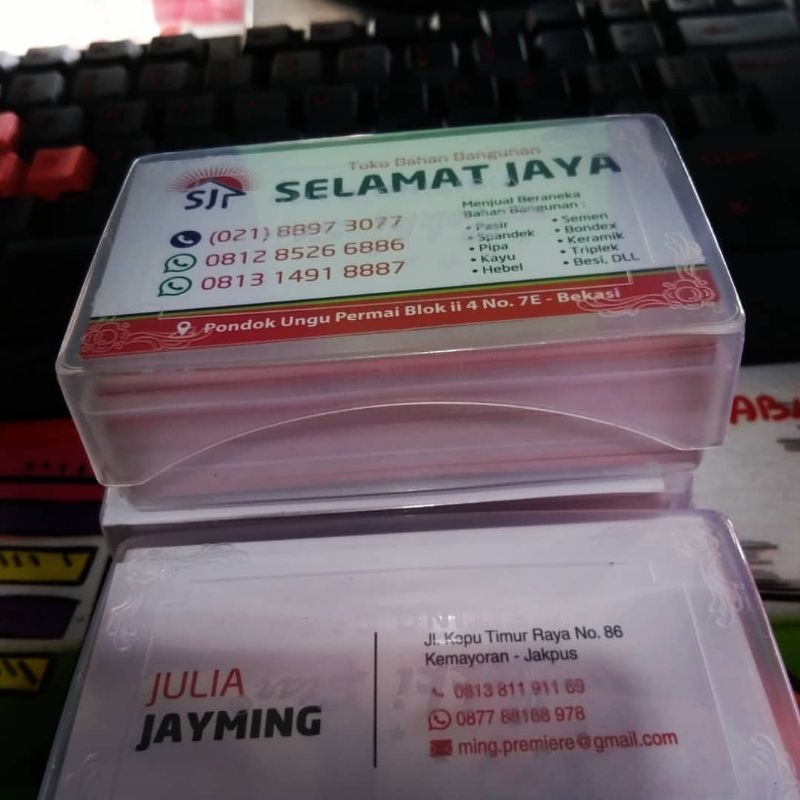 Toko Bahan Bangunan
SELAMAT JAYA
SJ
(021) 8897 3077
0812 8526 6886
0813 1491 8887
Menjual Beraneka
Bahan Bangunan :
• Pasir
• Spandek
• Pipa
• Kayu
• Hebel
• Semen
• Bondex
• Keramik
• Triplek
• Besi, DLL
Pondok Ungu Permai Blok ii 4 No. 7E - Bekasi
JULIA
JAYMING
Jl. Kepu Timur Raya No. 86
Kemayoran - Jakpus
0813 811 911 69
0877 88188 978
ming.premiere@gmail.com